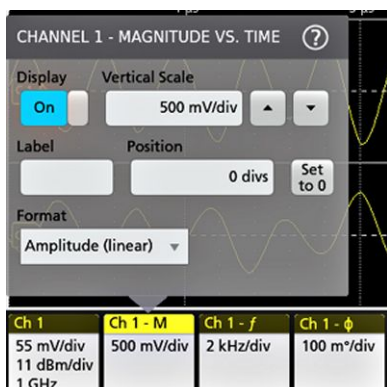 CHANNEL 1 - MAGNITUDE VS. TIME ?
Display Vertical Scale
On 500 mV/div
Label Position
0 divs Set
to 0
Format
Amplitude (linear)
Ch 1 Ch 1 - M Ch 1 - f Ch 1 - ϕ
55 mV/div 500 mV/div 2 kHz/div 100 m°/div
11 dBm/div
1 GHz